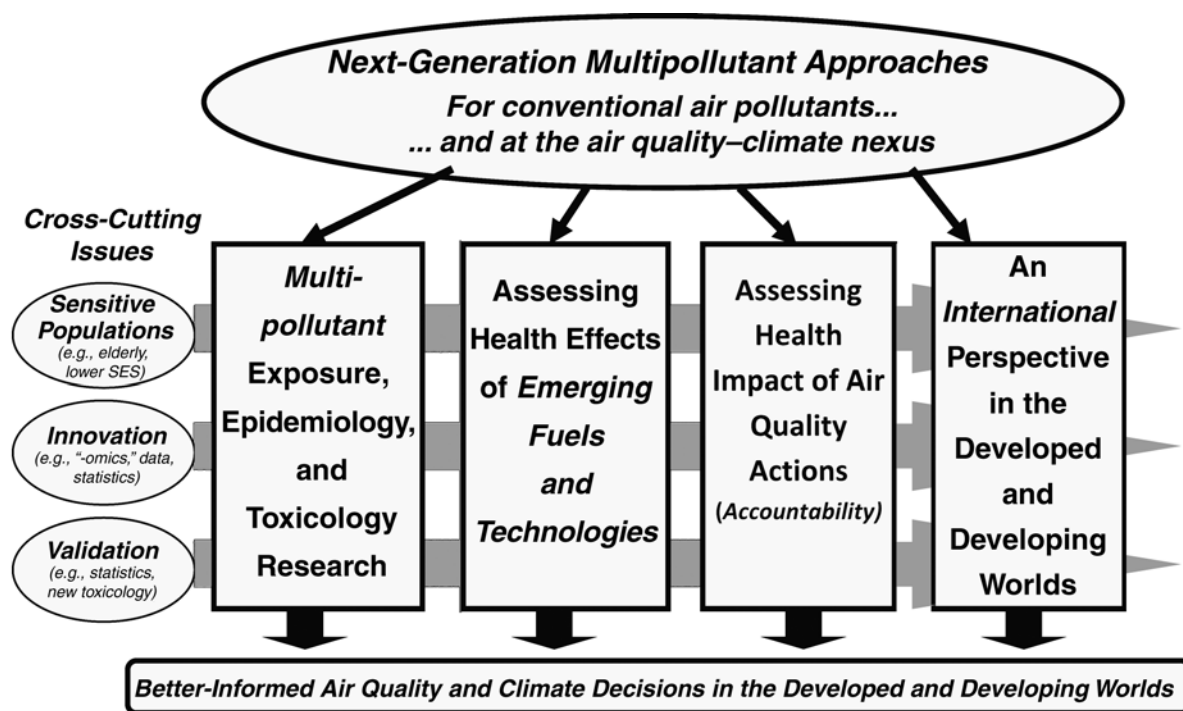 Next-Generation Multipollutant Approaches
For conventional air pollutants...
... and at the air quality–climate nexus
Cross-Cutting
Issues
Sensitive
Populations
(e.g., elderly,
lower SES)
Innovation
(e.g., “-omics,” data,
statistics)
Validation
(e.g., statistics,
new toxicology)
Multi-
pollutant
Exposure,
Epidemiology,
and
Toxicology
Research
Assessing
Health Effects
of Emerging
Fuels
and
Technologies
Assessing
Health
Impact of Air
Quality
Actions
(Accountability)
An
International
Perspective
in the
Developed
and
Developing
Worlds
Better-Informed Air Quality and Climate Decisions in the Developed and Developing Worlds